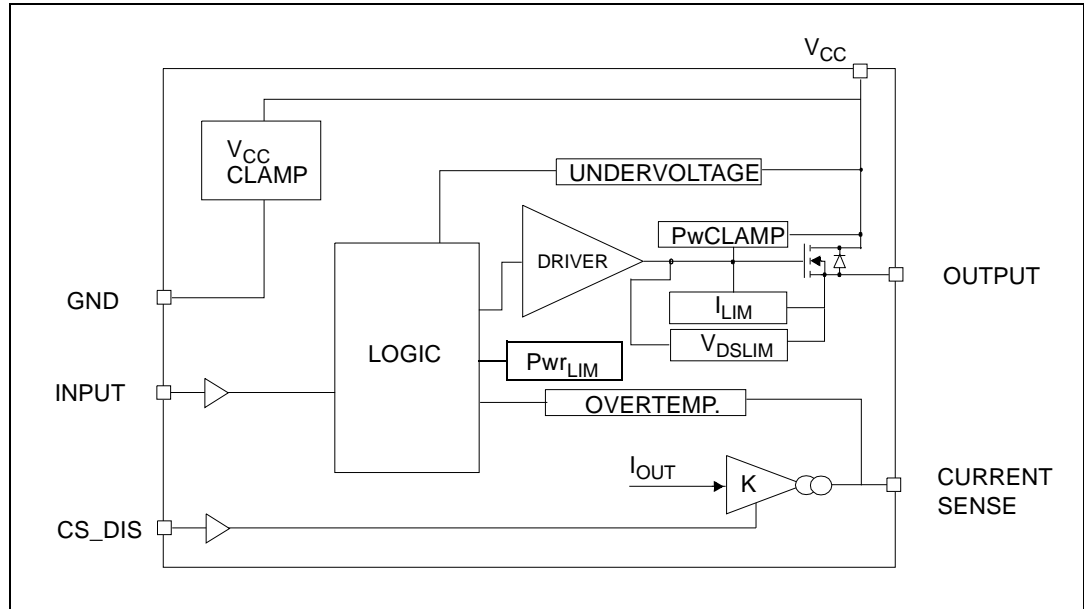 VCC
VCC
CLAMP
UNDERVOLTAGE
PwCLAMP
DRIVER
OUTPUT
GND
ILIM
LOGIC
VDSLIM
PwrLIM
INPUT
OVERTEMP.
IOUT
K
CURRENT
SENSE
CS_DIS